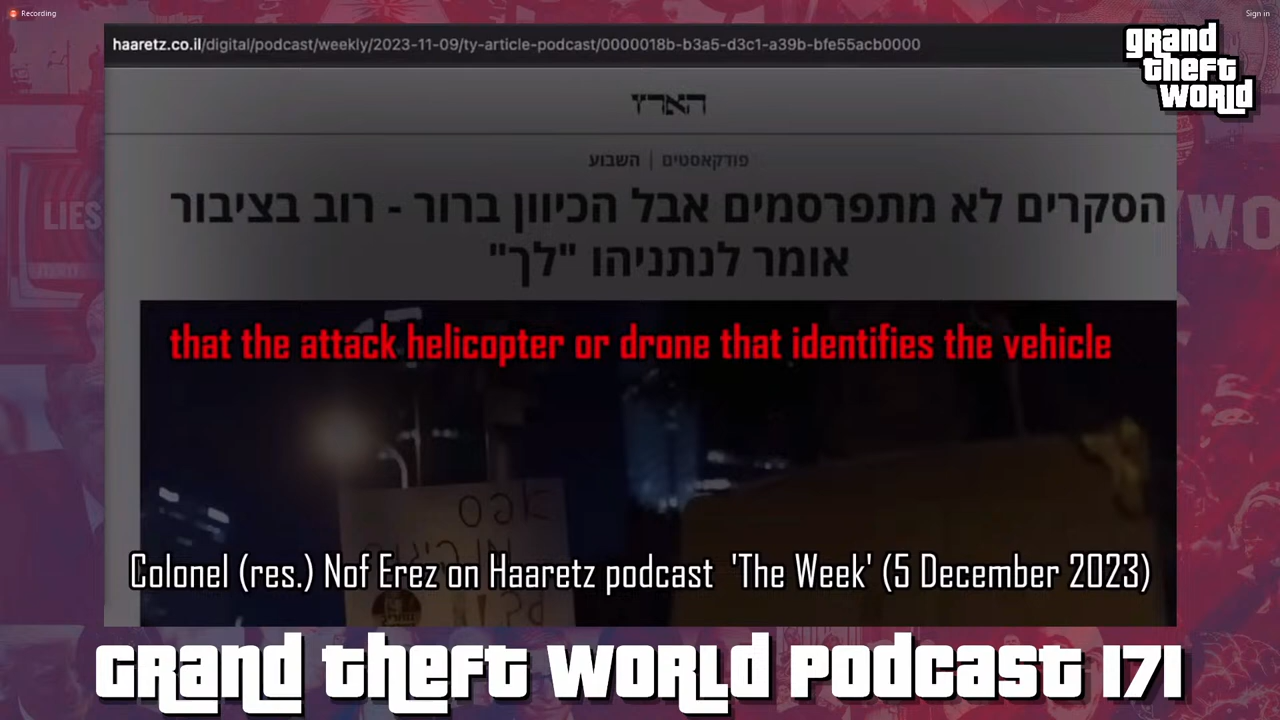 Recording
Sign in
haaretz.co.il/digital/podcast/weekly/2023-11-09/ty-article-podcast/0000018b-b3a5-d3c1-a39b-bfe55acb0000
grand
theft
world
הארץ
פודקאסטים | השבוע
הסקרים לא מתפרסמים אבל הכיוון ברור - רוב בציבור
אומר לנתניהו "לך"
LIES
WO
that the attack helicopter or drone that identifies the vehicle
אפס
Colonel (res.) Nof Erez on Haaretz podcast 'The Week' (5 December 2023)
grand theft world podcast 171